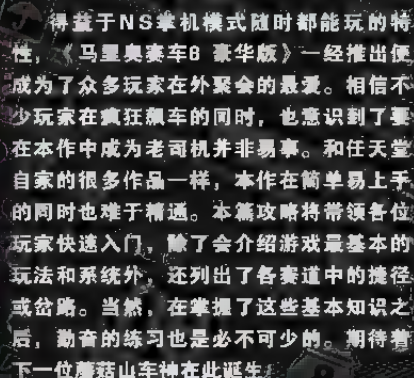 得益于NS掌机模式随时都能玩的特
性，《马里奥赛车8 豪华版》一经推出便
成为了众多玩家在外聚会的最爱。相信不
少玩家在疯狂飙车的同时，也意识到了要
在本作中成为老司机并非易事。和任天堂
自家的很多作品一样，本作在简单易上手
的同时也难于精通。本篇攻略将带领各位
玩家快速入门，除了会介绍游戏最基本的
玩法和系统外，还列出了各赛道中的捷径
或岔路。当然，在掌握了这些基本知识之
后，勤奋的练习也是必不可少的。期待着
下一位蘑菇山车神在此诞生。